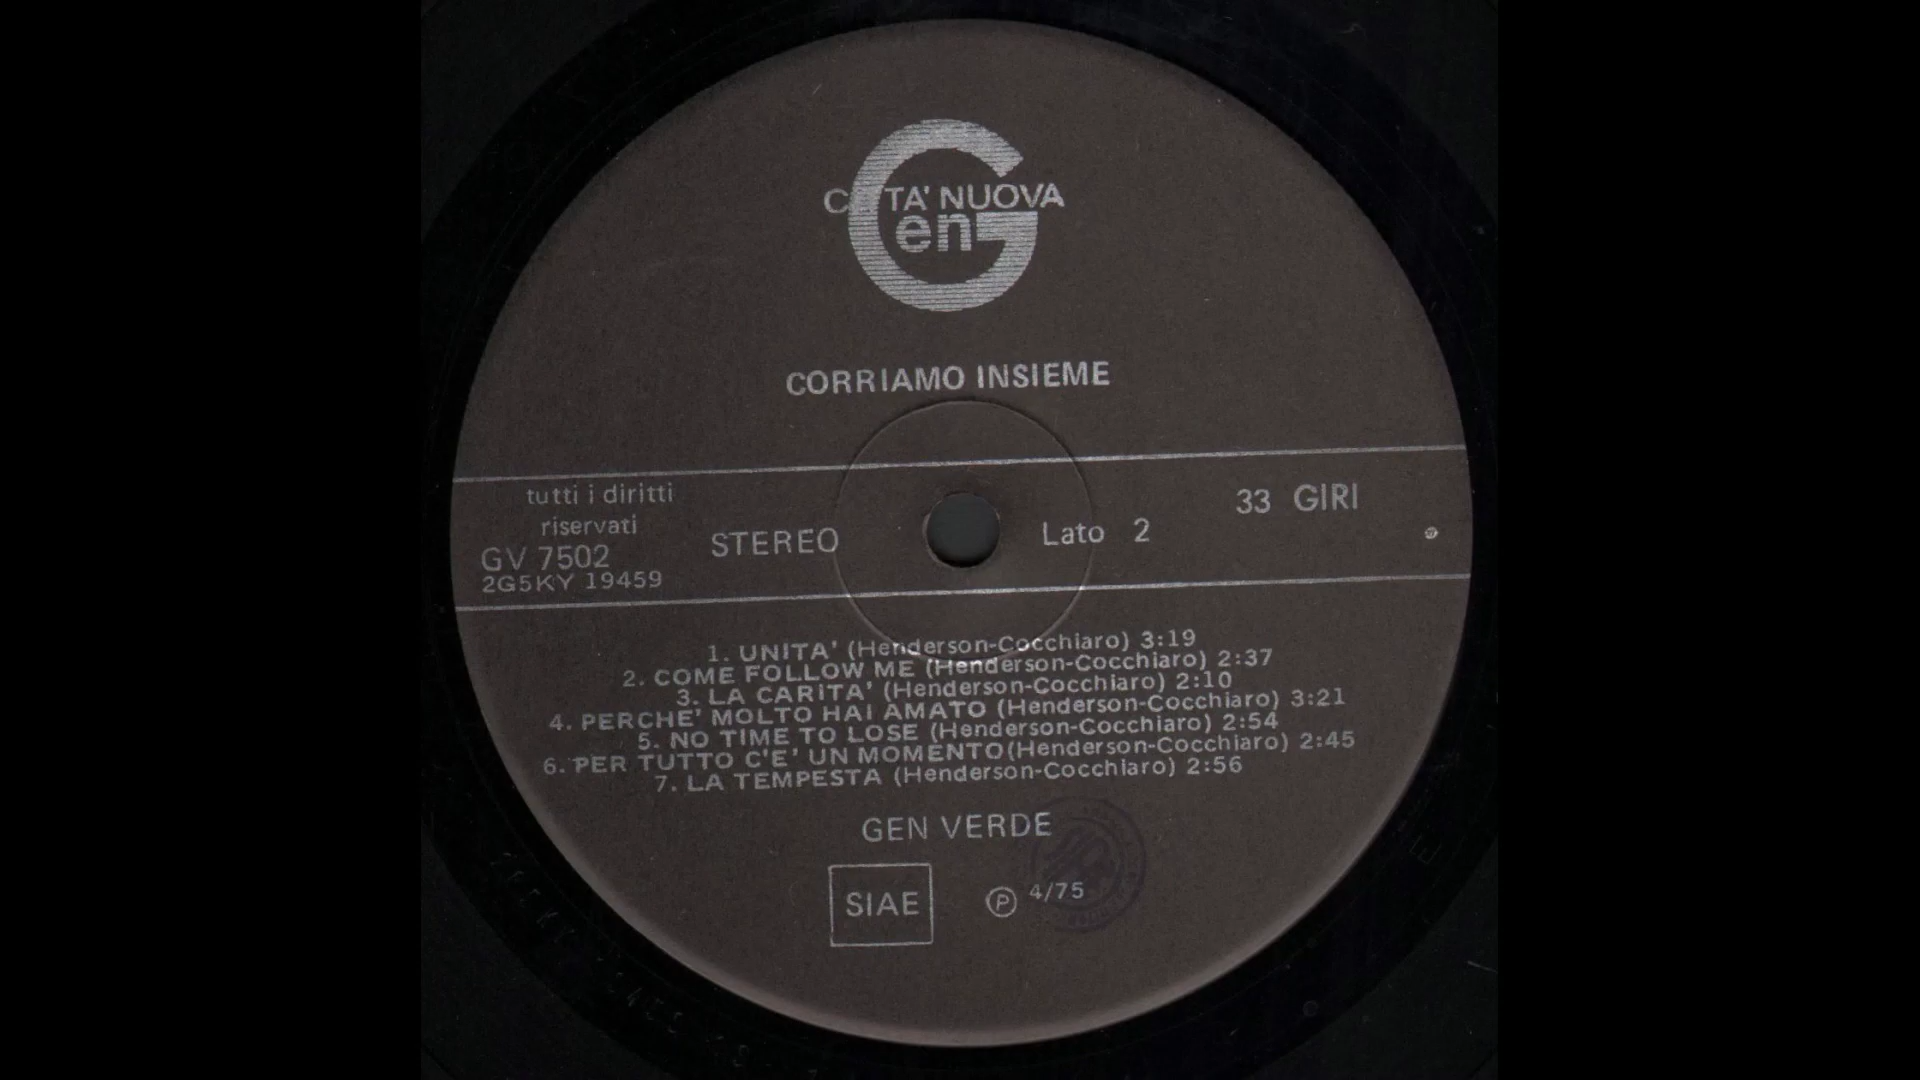 CITTA' NUOVA
Gen
CORRIAMO INSIEME
tutti i diritti
riservati
GV 7502
2G5KY 19459
STEREO
Lato 2
33 GIRI
1. UNITA' (Henderson-Cocchiaro) 3:19
2. COME FOLLOW ME (Henderson-Cocchiaro) 2:37
3. LA CARITA' (Henderson-Cocchiaro) 2:10
4. PERCHE' MOLTO HAI AMATO (Henderson-Cocchiaro) 3:21
5. NO TIME TO LOSE (Henderson-Cocchiaro) 2:54
6. PER TUTTO C'E' UN MOMENTO(Henderson-Cocchiaro) 2:45
7. LA TEMPESTA (Henderson-Cocchiaro) 2:56
GEN VERDE
SIAE
℗ 4/75